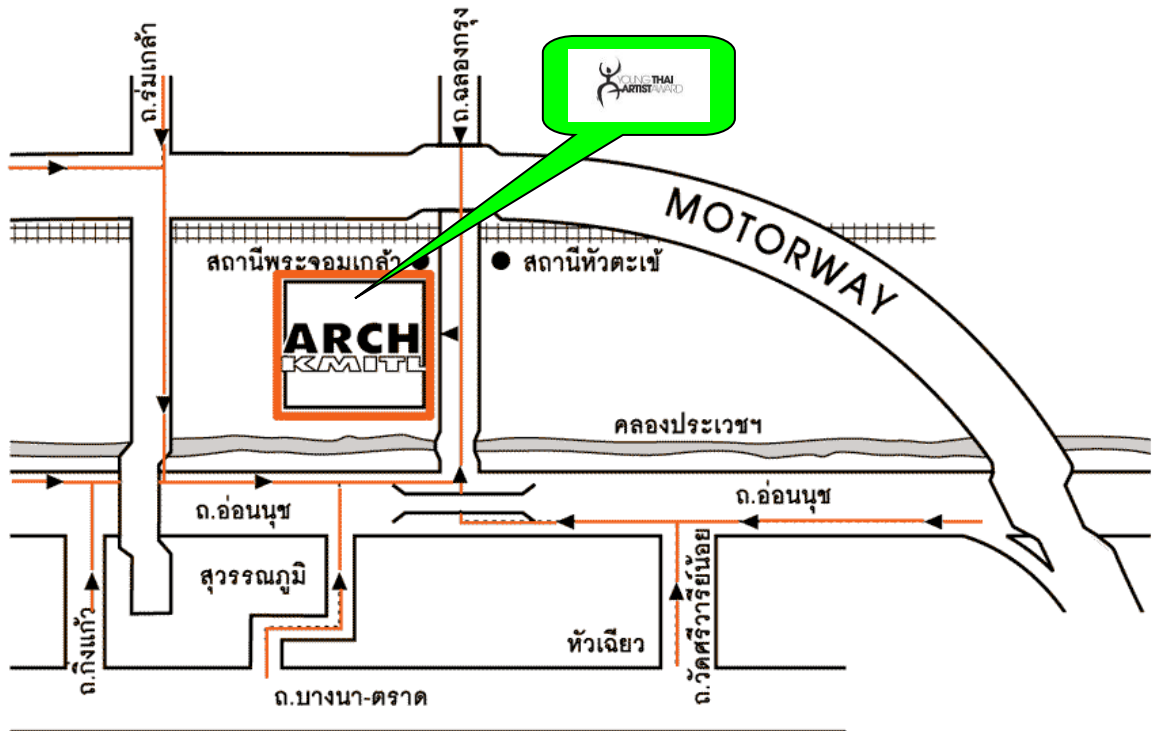 ถ.ร่มเกล้า
ถ.ฉลองกรุง
YOUNG THAI
ARTIST AWARD
MOTORWAY
สถานีพระจอมเกล้า
สถานีหัวตะเข้
ARCH
KMITL
คลองประเวชฯ
ถ.อ่อนนุช
ถ.อ่อนนุช
สุวรรณภูมิ
หัวเฉียว
ถ.กิ่งแก้ว
ถ.บางนา-ตราด
ถ.วัดศรีวารีย์น้อย